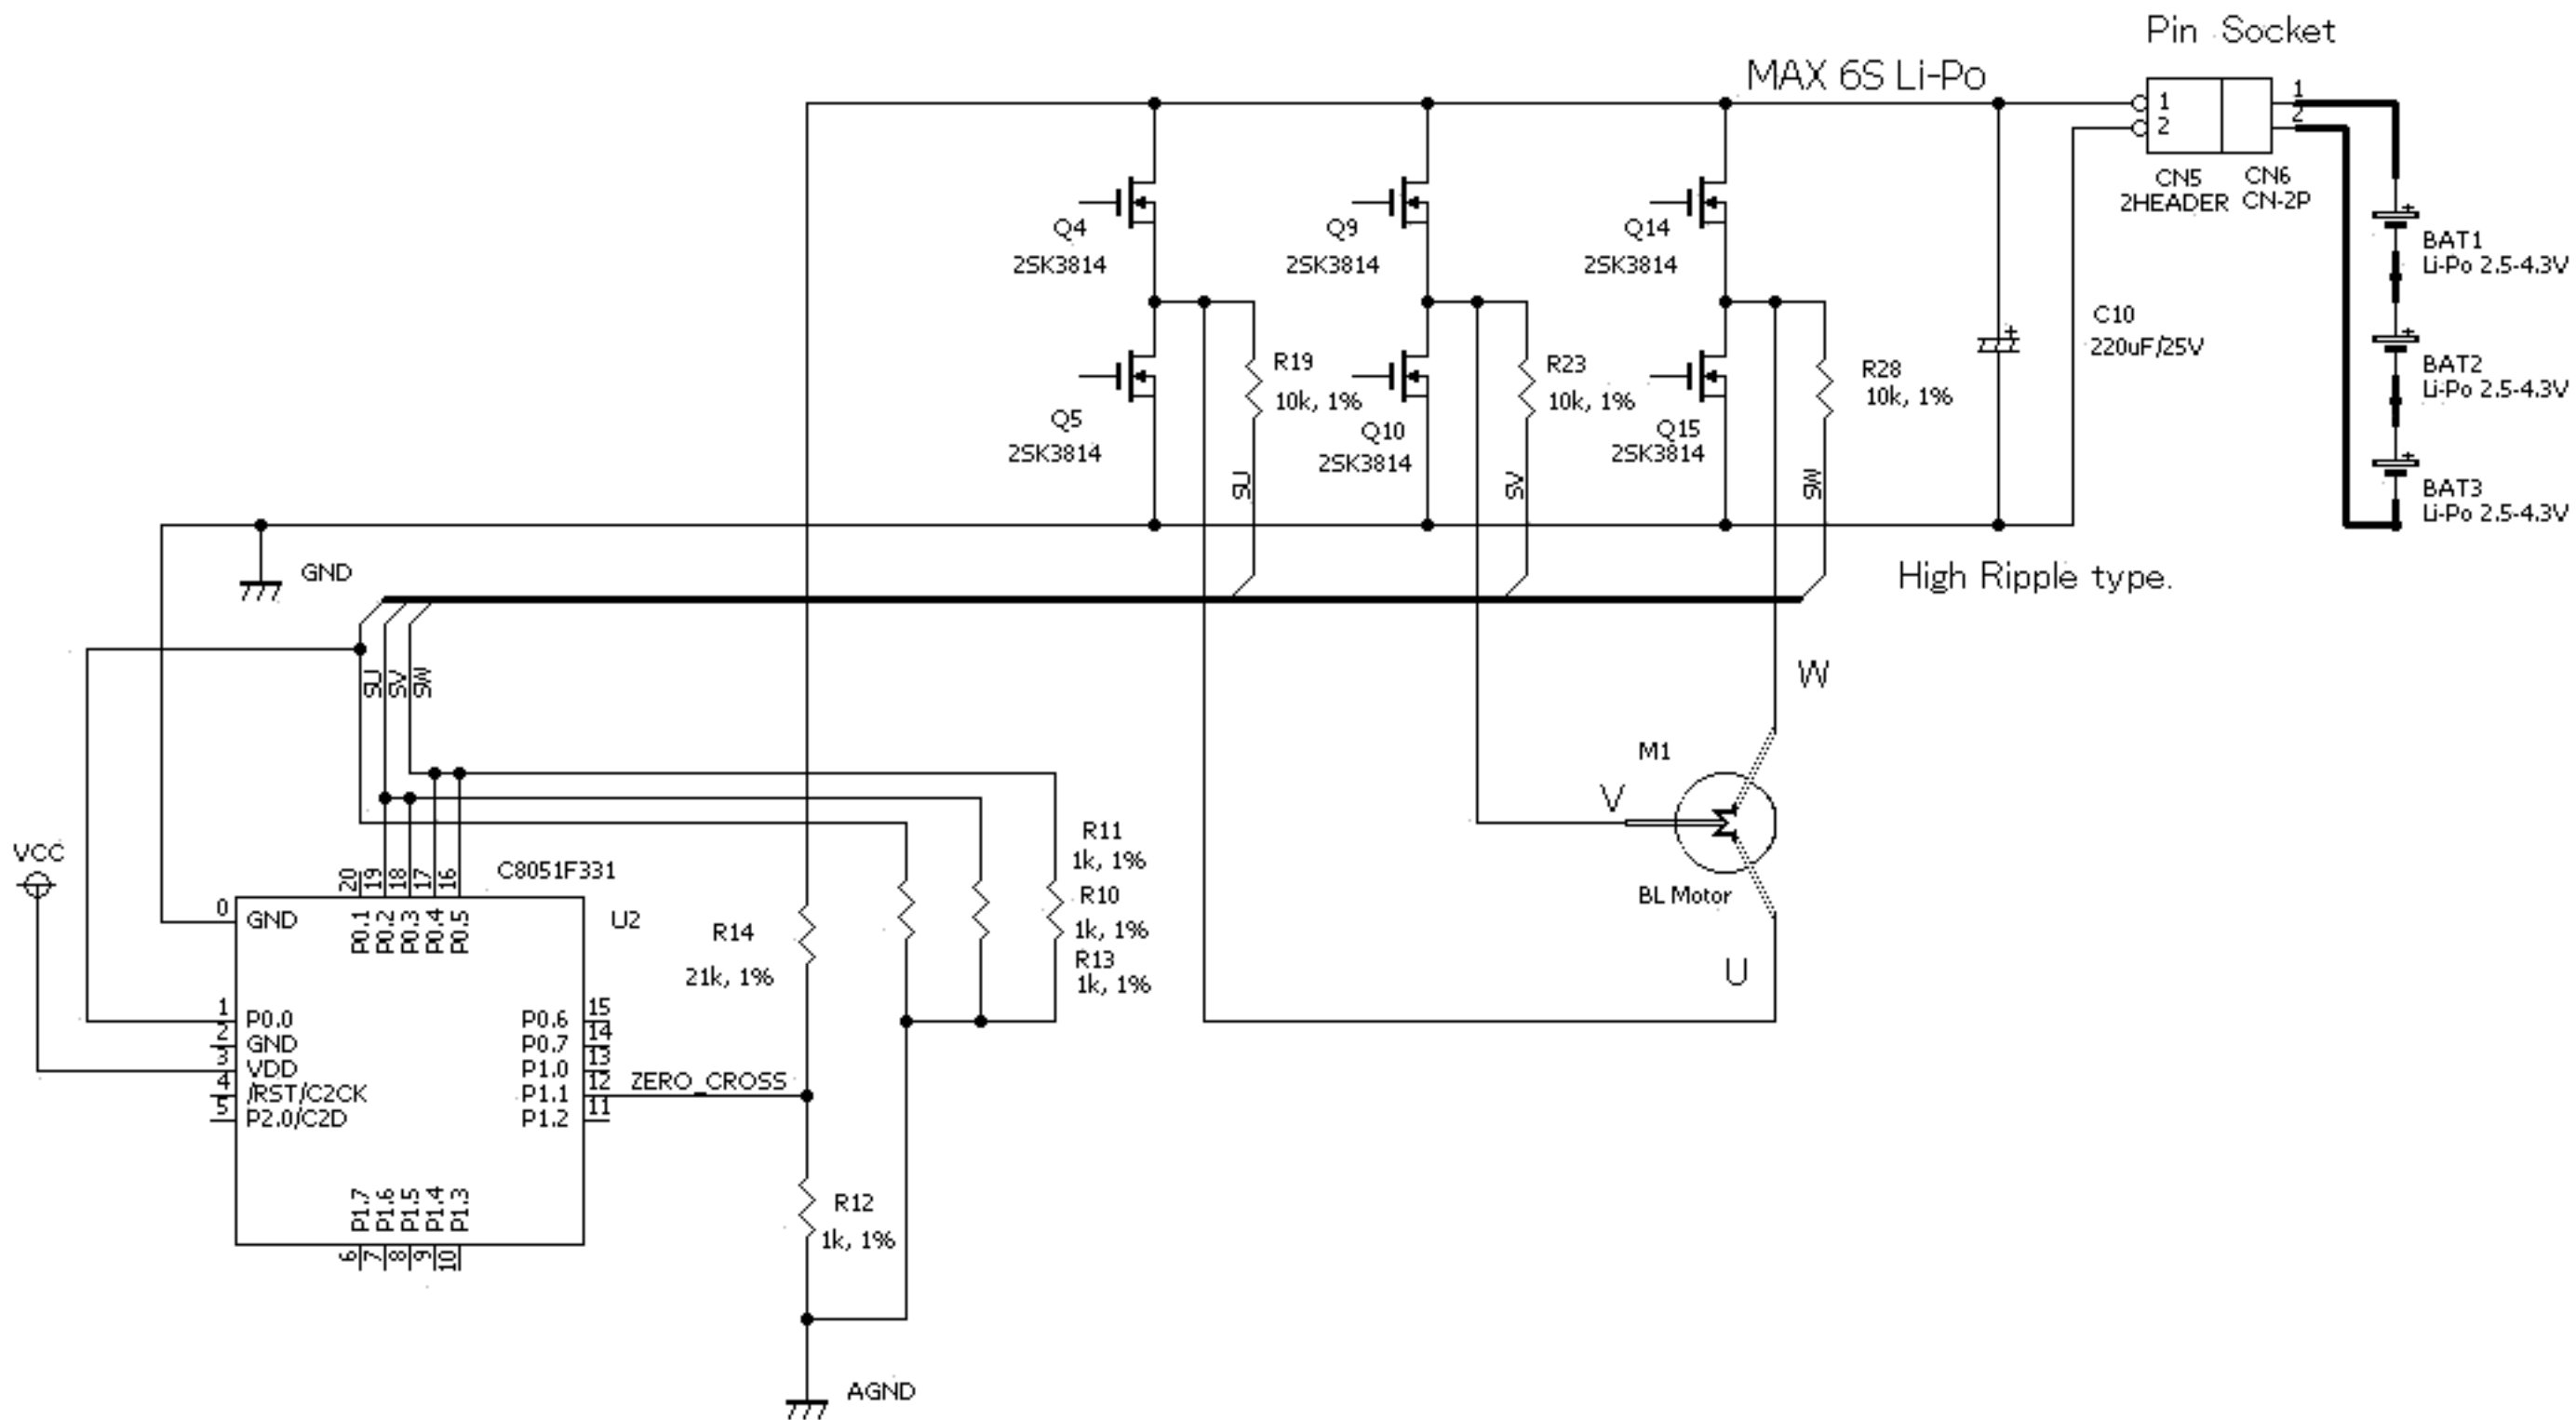 Pin Socket
MAX 6S Li-Po
1
2
1
2
CN5
2HEADER
CN6
CN-2P
Q4
2SK3814
Q9
2SK3814
Q14
2SK3814
+
BAT1
Li-Po 2.5-4.3V
+
C10
220uF/25V
+
BAT2
Li-Po 2.5-4.3V
R19
10k, 1%
R23
10k, 1%
R28
10k, 1%
Q5
2SK3814
Q10
2SK3814
Q15
2SK3814
SU
SV
SW
+
BAT3
Li-Po 2.5-4.3V
GND
High Ripple type.
SU
SV
SW
W
M1
V
BL Motor
U
VCC
C8051F331
U2
20
19
18
17
16
P0.1
P0.2
P0.3
P0.4
P0.5
0
GND
1
P0.0
2
GND
3
VDD
4
/RST/C2CK
5
P2.0/C2D
15
P0.6
14
P0.7
13
P1.0
12
P1.1
11
P1.2
P1.7
P1.6
P1.5
P1.4
P1.3
6
7
8
9
10
R11
1k, 1%
R10
1k, 1%
R13
1k, 1%
R14
21k, 1%
ZERO_CROSS
R12
1k, 1%
AGND